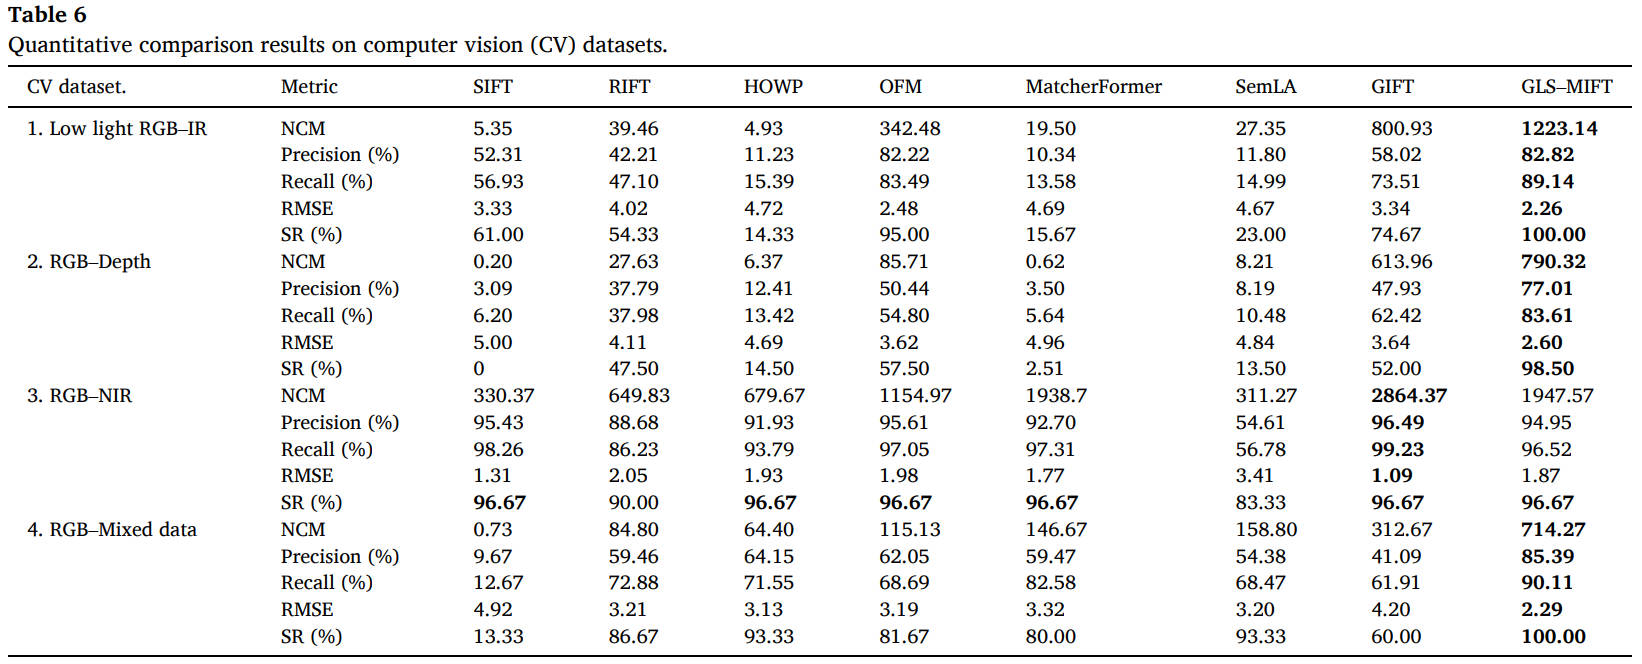 Table 6
Quantitative comparison results on computer vision (CV) datasets.
CV dataset. Metric SIFT RIFT HOWP OFM MatcherFormer SemLA GIFT GLS–MIFT
1. Low light RGB–IR NCM 5.35 39.46 4.93 342.48 19.50 27.35 800.93 1223.14
Precision (%) 52.31 42.21 11.23 82.22 10.34 11.80 58.02 82.82
Recall (%) 56.93 47.10 15.39 83.49 13.58 14.99 73.51 89.14
RMSE 3.33 4.02 4.72 2.48 4.69 4.67 3.34 2.26
SR (%) 61.00 54.33 14.33 95.00 15.67 23.00 74.67 100.00
2. RGB–Depth NCM 0.20 27.63 6.37 85.71 0.62 8.21 613.96 790.32
Precision (%) 3.09 37.79 12.41 50.44 3.50 8.19 47.93 77.01
Recall (%) 6.20 37.98 13.42 54.80 5.64 10.48 62.42 83.61
RMSE 5.00 4.11 4.69 3.62 4.96 4.84 3.64 2.60
SR (%) 0 47.50 14.50 57.50 2.51 13.50 52.00 98.50
3. RGB–NIR NCM 330.37 649.83 679.67 1154.97 1938.7 311.27 2864.37 1947.57
Precision (%) 95.43 88.68 91.93 95.61 92.70 54.61 96.49 94.95
Recall (%) 98.26 86.23 93.79 97.05 97.31 56.78 99.23 96.52
RMSE 1.31 2.05 1.93 1.98 1.77 3.41 1.09 1.87
SR (%) 96.67 90.00 96.67 96.67 96.67 83.33 96.67 96.67
4. RGB–Mixed data NCM 0.73 84.80 64.40 115.13 146.67 158.80 312.67 714.27
Precision (%) 9.67 59.46 64.15 62.05 59.47 54.38 41.09 85.39
Recall (%) 12.67 72.88 71.55 68.69 82.58 68.47 61.91 90.11
RMSE 4.92 3.21 3.13 3.19 3.32 3.20 4.20 2.29
SR (%) 13.33 86.67 93.33 81.67 80.00 93.33 60.00 100.00